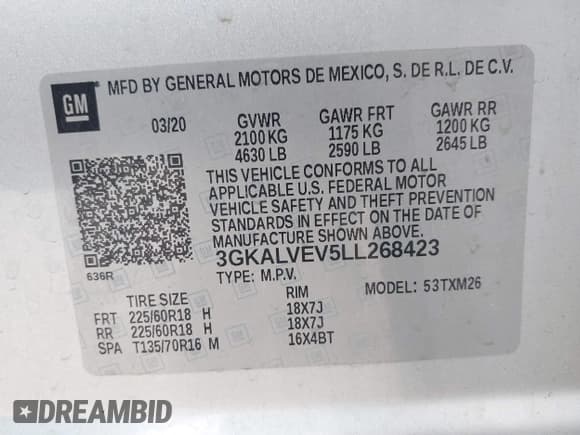 GM
MFD BY GENERAL MOTORS DE MEXICO, S. DE R.L. DE C.V.
03/20 GVWR GAWR FRT GAWR RR
2100 KG 1175 KG 1200 KG
4630 LB 2590 LB 2645 LB
THIS VEHICLE CONFORMS TO ALL
APPLICABLE U.S. FEDERAL MOTOR
VEHICLE SAFETY AND THEFT PREVENTION
STANDARDS IN EFFECT ON THE DATE OF
MANUFACTURE SHOWN ABOVE.
3GKALVEV5LL268423
636R
TYPE: M.P.V. MODEL: 53TXM26
TIRE SIZE RIM
FRT 225/60R18 H 18X7J
RR 225/60R18 H 18X7J
SPA T135/70R16 M 16X4BT
DREAMBID